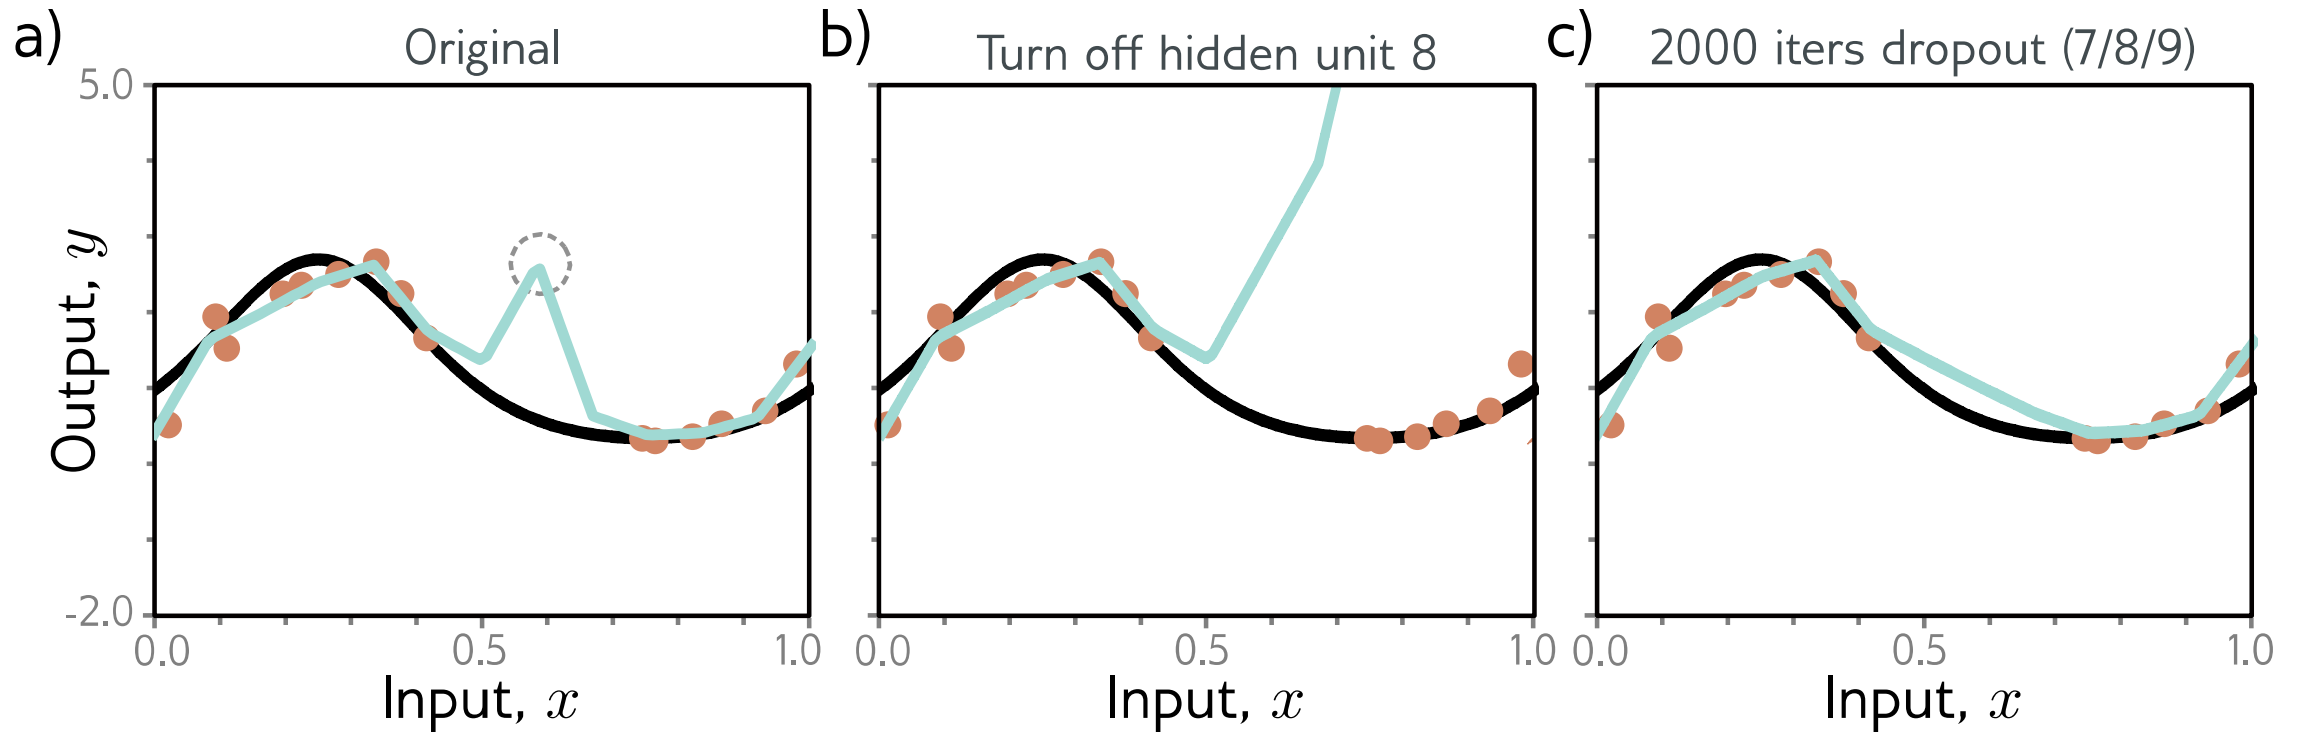 a)
Original
b)
Turn off hidden unit 8
c)
2000 iters dropout (7/8/9)
5.0
-2.0
Output, y
0.0
0.5
1.0
0.0
0.5
1.0
0.0
0.5
1.0
Input, x
Input, x
Input, x